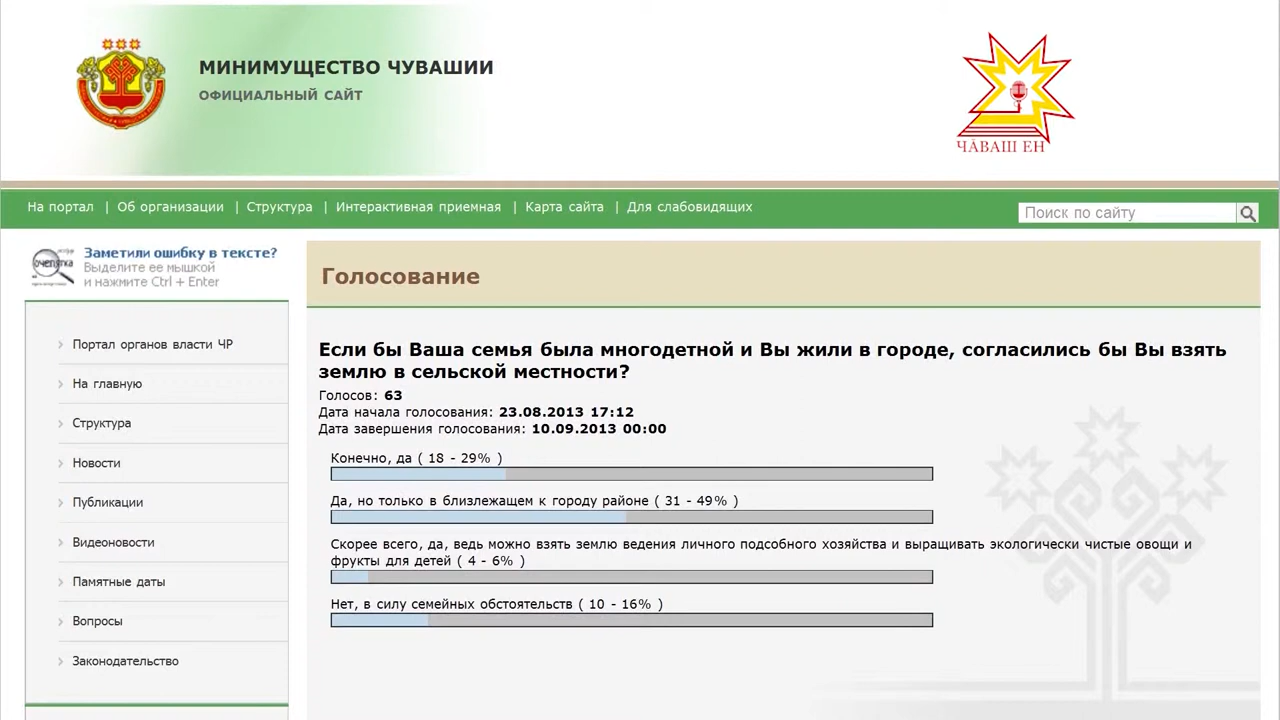 МИНИМУЩЕСТВО ЧУВАШИИ
ОФИЦИАЛЬНЫЙ САЙТ
ЧĂВАШ ЕН
На портал | Об организации | Структура | Интерактивная приемная | Карта сайта | Для слабовидящих
Поиск по сайту
очепятка
Заметили ошибку в тексте?
Выделите ее мышкой
и нажмите Ctrl + Enter
Портал органов власти ЧР
На главную
Структура
Новости
Публикации
Видеоновости
Памятные даты
Вопросы
Законодательство
Голосование
Если бы Ваша семья была многодетной и Вы жили в городе, согласились бы Вы взять
землю в сельской местности?
Голосов: 63
Дата начала голосования: 23.08.2013 17:12
Дата завершения голосования: 10.09.2013 00:00
Конечно, да ( 18 - 29% )
Да, но только в близлежащем к городу районе ( 31 - 49% )
Скорее всего, да, ведь можно взять землю ведения личного подсобного хозяйства и выращивать экологически чистые овощи и
фрукты для детей ( 4 - 6% )
Нет, в силу семейных обстоятельств ( 10 - 16% )